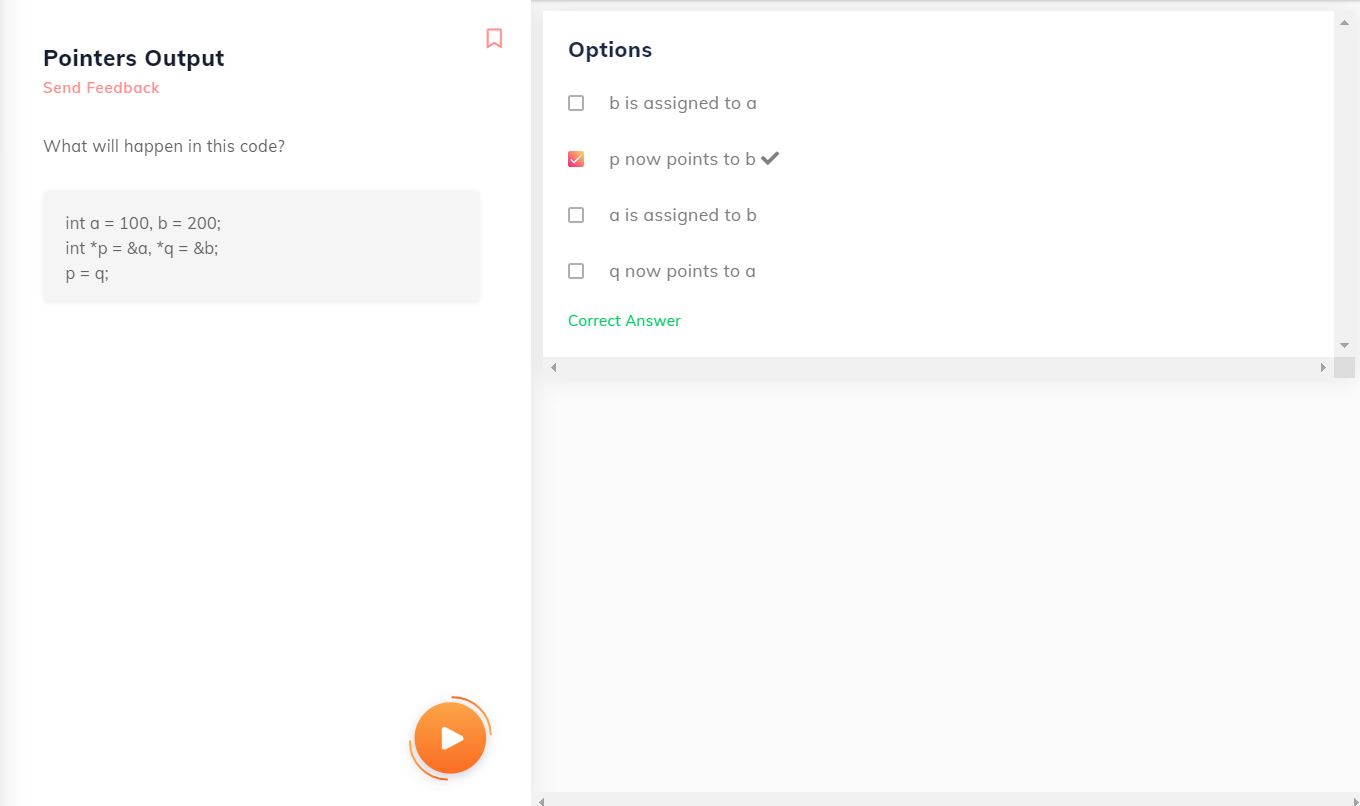 Pointers Output
Send Feedback
What will happen in this code?
int a = 100, b = 200;
int *p = &a, *q = &b;
p = q;
Options
b is assigned to a
p now points to b
a is assigned to b
q now points to a
Correct Answer